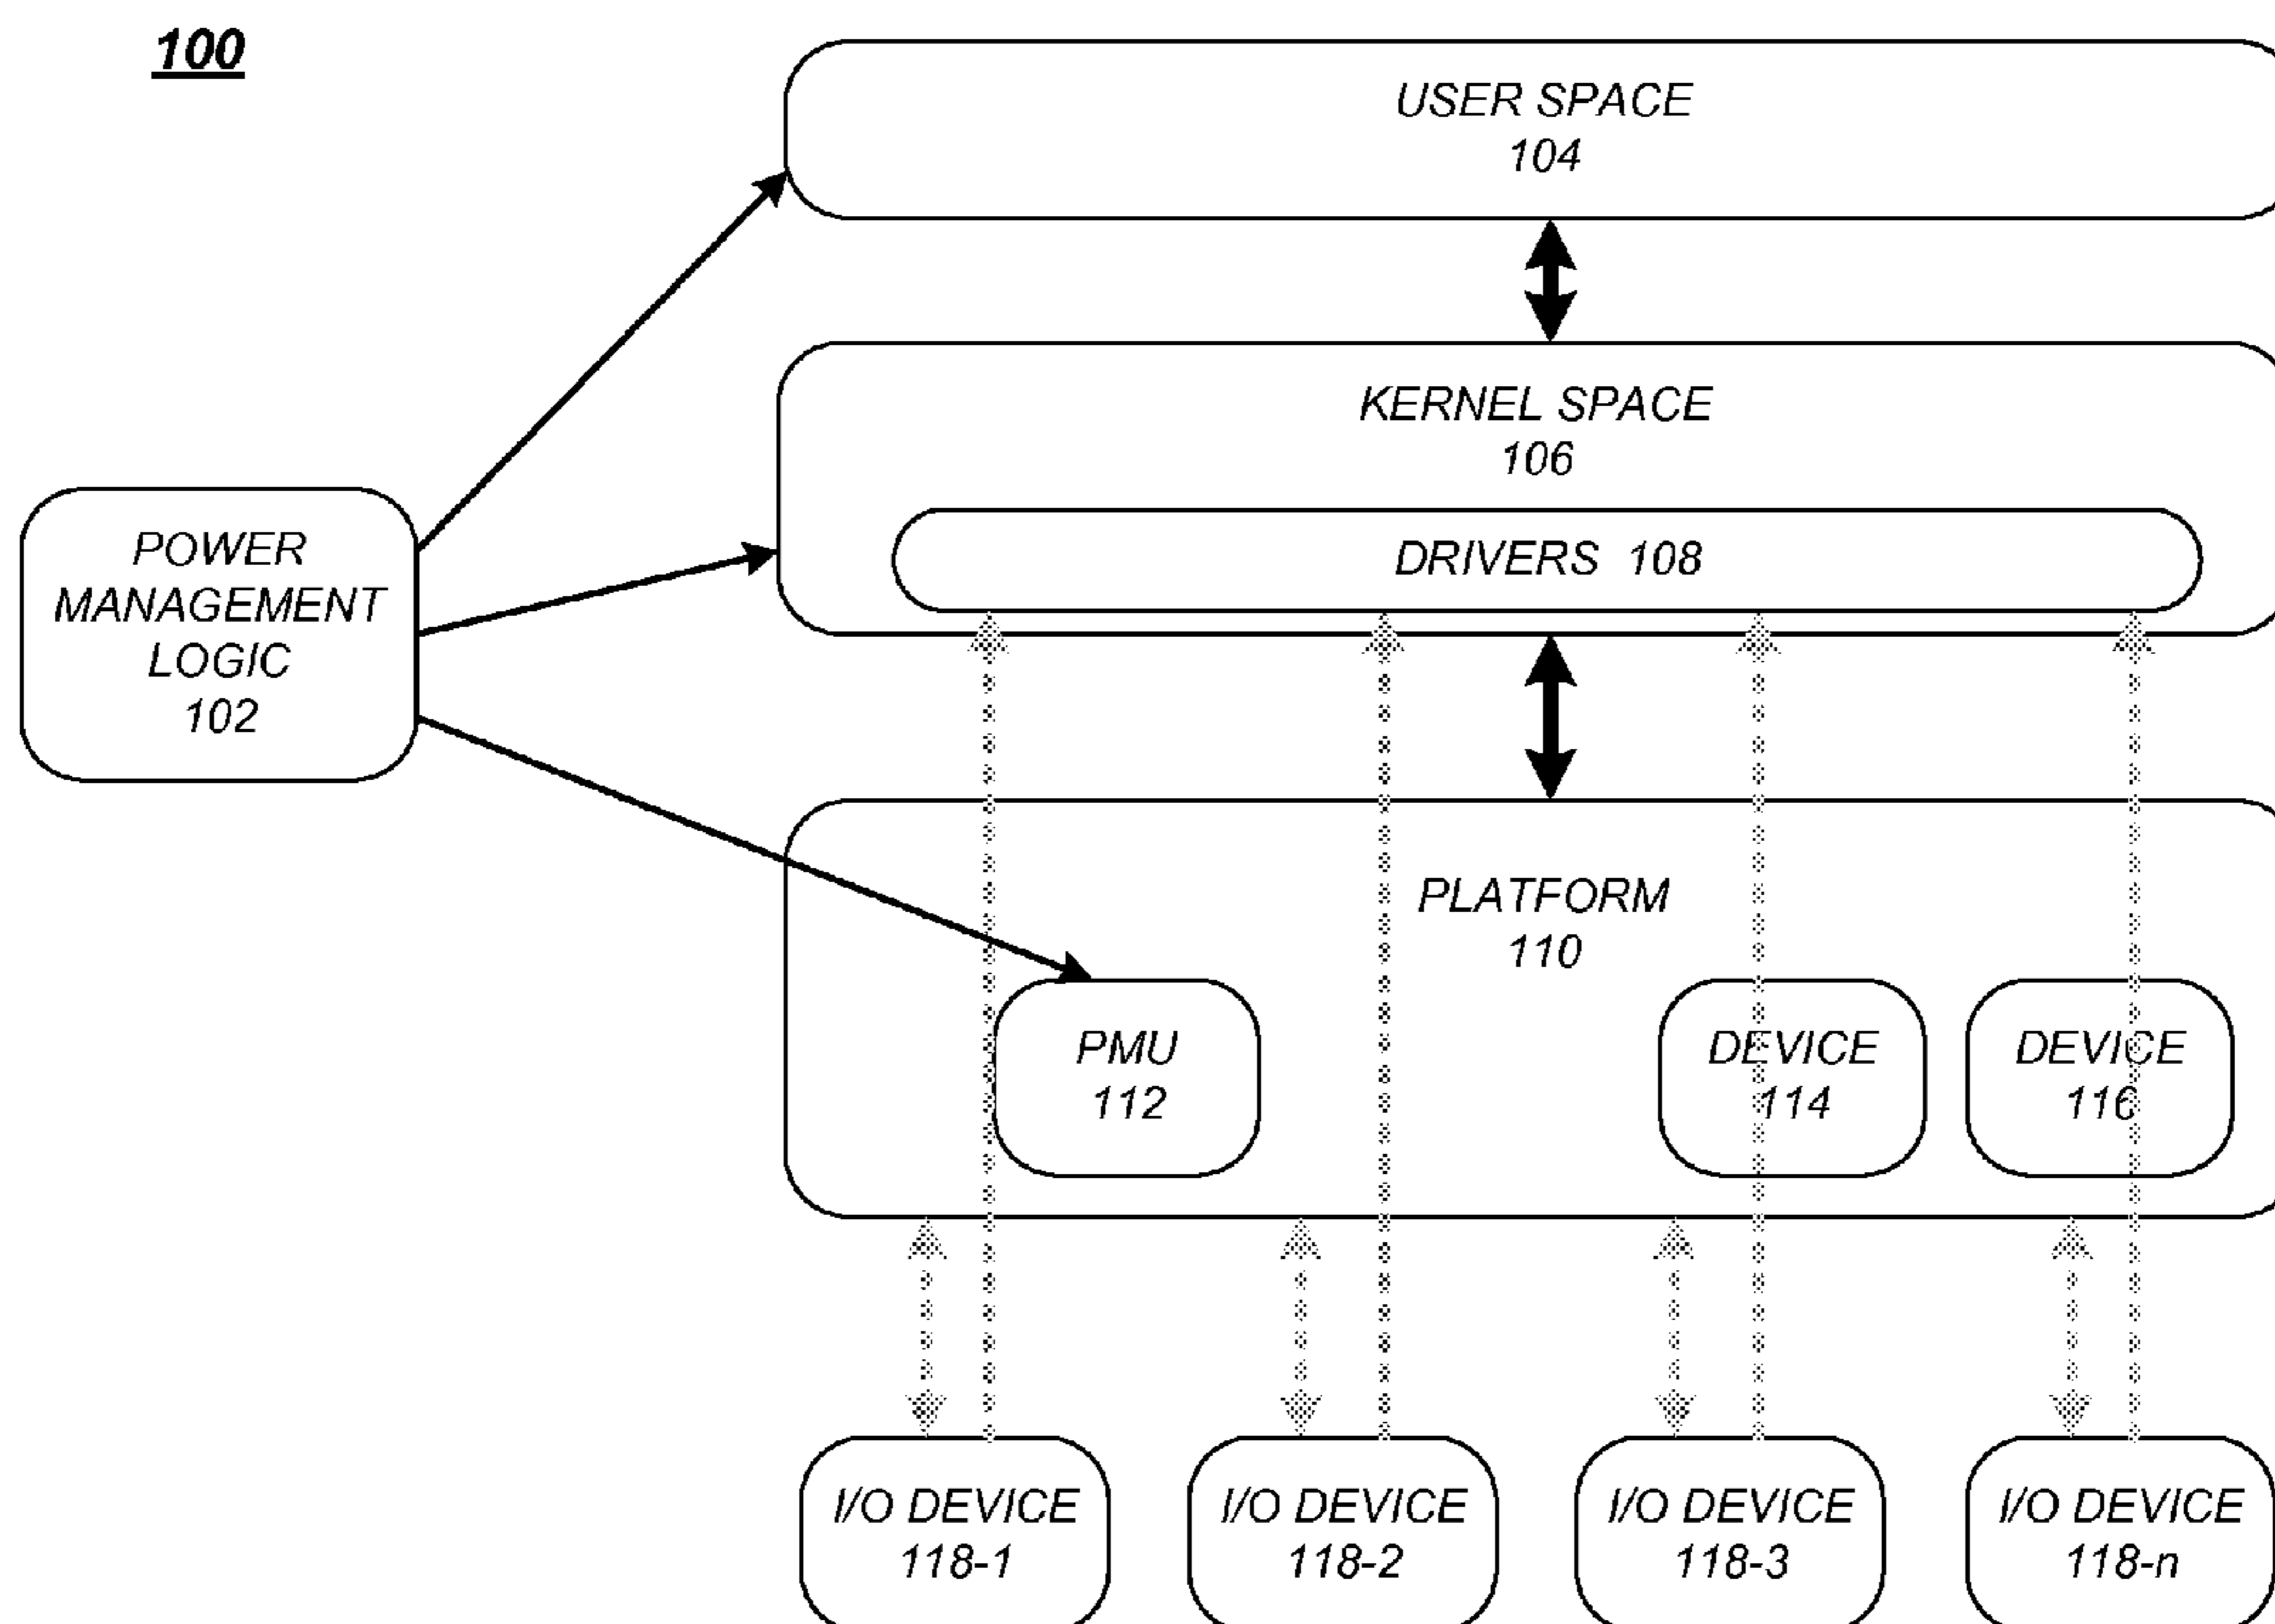 100
USER SPACE
104
KERNEL SPACE
106
DRIVERS 108
POWER
MANAGEMENT
LOGIC
102
PLATFORM
110
PMU
112
DEVICE
114
DEVICE
116
I/O DEVICE
118-1
I/O DEVICE
118-2
I/O DEVICE
118-3
I/O DEVICE
118-n